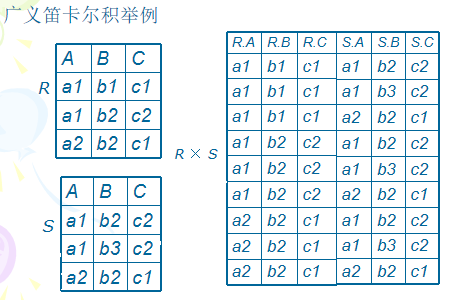 广义笛卡尔积举例
R
A B C
a1 b1 c1
a1 b2 c2
a2 b2 c1
S
A B C
a1 b2 c2
a1 b3 c2
a2 b2 c1
R × S
R.A R.B R.C S.A S.B S.C
a1 b1 c1 a1 b2 c2
a1 b1 c1 a1 b3 c2
a1 b1 c1 a2 b2 c1
a1 b2 c2 a1 b2 c2
a1 b2 c2 a1 b3 c2
a1 b2 c2 a2 b2 c1
a2 b2 c1 a1 b2 c2
a2 b2 c1 a1 b3 c2
a2 b2 c1 a2 b2 c1